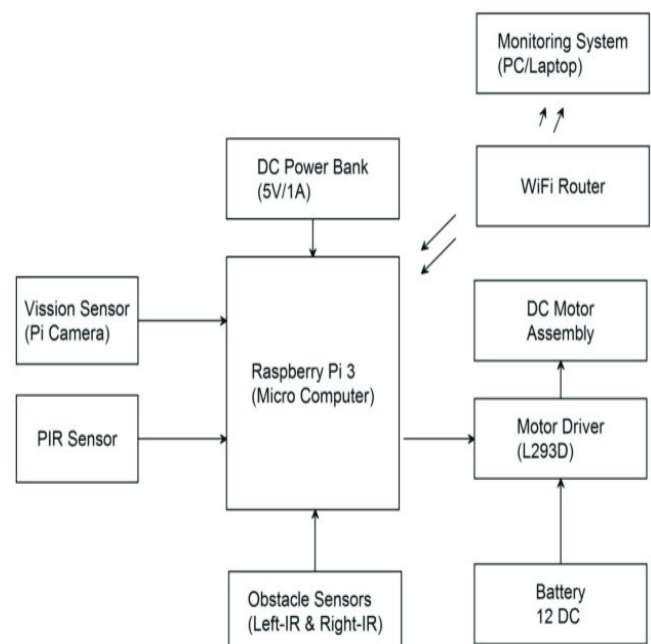 Monitoring System
(PC/Laptop)
DC Power Bank
(5V/1A)
WiFi Router
Vission Sensor
(Pi Camera)
DC Motor
Assembly
Raspberry Pi 3
(Micro Computer)
PIR Sensor
Motor Driver
(L293D)
Obstacle Sensors
(Left-IR & Right-IR)
Battery
12 DC